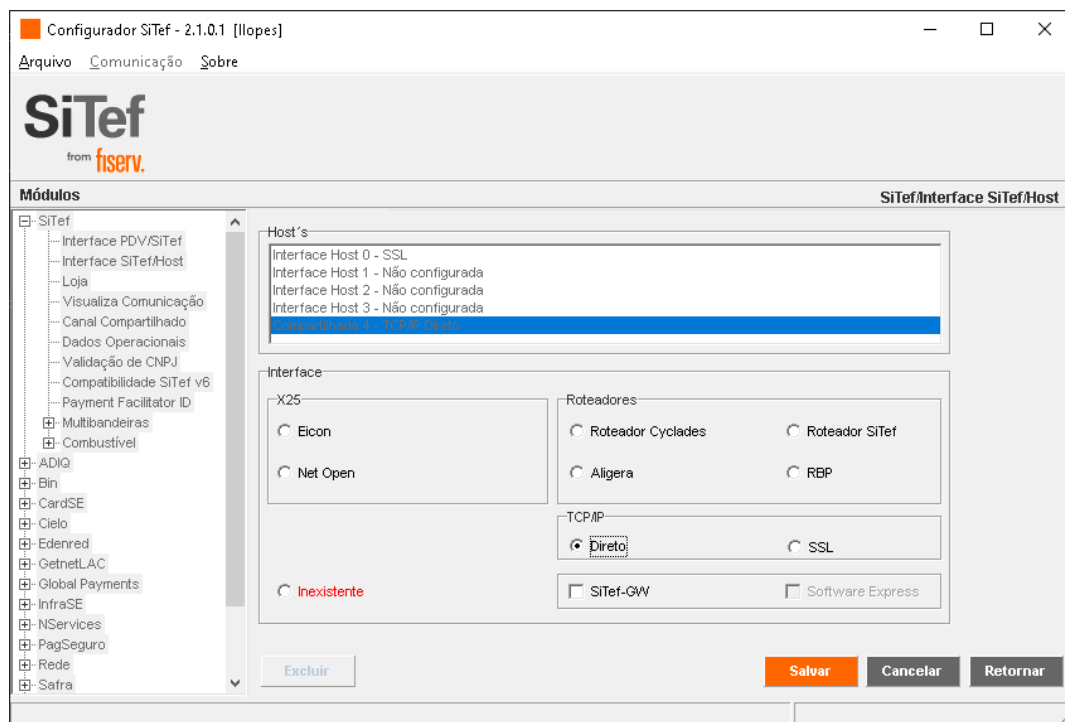 Configurador SiTef - 2.1.0.1 [llopes]
Arquivo Comunicação Sobre
SiTef
from fiserv.
Módulos
SiTef/Interface SiTef/Host
SiTef
Interface PDV/SiTef
Interface SiTef/Host
Loja
Visualiza Comunicação
Canal Compartilhado
Dados Operacionais
Validação de CNPJ
Compatibilidade SiTef v6
Payment Facilitator ID
Multibandeiras
Combustível
ADIQ
Bin
CardSE
Cielo
Edenred
GetnetLAC
Global Payments
InfraSE
NServices
PagSeguro
Rede
Safra
Host´s
Interface Host 0 - SSL
Interface Host 1 - Não configurada
Interface Host 2 - Não configurada
Interface Host 3 - Não configurada
Compartilhada 4 - TCP/IP Direto
Interface
X25
Eicon
Net Open
Roteadores
Roteador Cyclades
Roteador SiTef
Aligera
RBP
TCP/IP
Direto
SSL
Inexistente
SiTef-GW
Software Express
Excluir
Salvar
Cancelar
Retornar